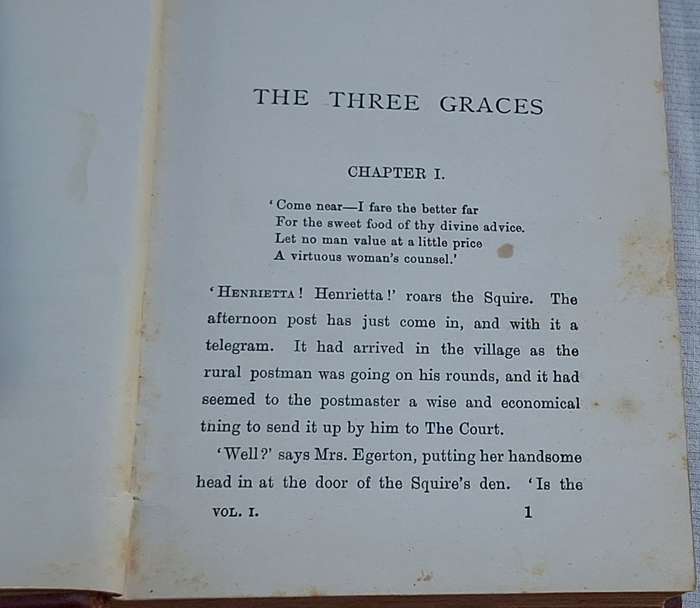 THE THREE GRACES
CHAPTER I.
‘Come near—I fare the better far
For the sweet food of thy divine advice.
Let no man value at a little price
A virtuous woman's counsel.’
‘HENRIETTA! Henrietta!’ roars the Squire. The
afternoon post has just come in, and with it a
telegram. It had arrived in the village as the
rural postman was going on his rounds, and it had
seemed to the postmaster a wise and economical
tning to send it up by him to The Court.
‘Well?’ says Mrs. Egerton, putting her handsome
head in at the door of the Squire's den. ‘Is the
VOL. I. 1